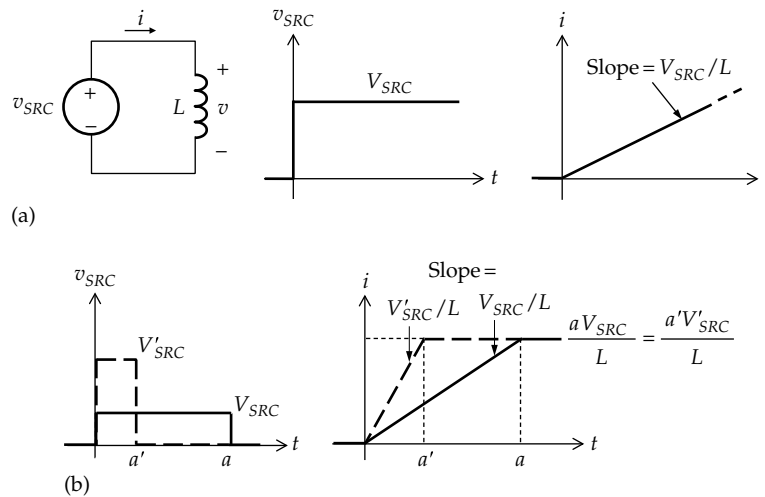 i
+
−
v_SRC
L
+
v
−
v_SRC
V_SRC
t
i
Slope = V_SRC/L
(a)
v_SRC
V'_SRC
V_SRC
a'
a
t
i
Slope =
V'_SRC/L
V_SRC/L
aV_SRC/L = a'V'_SRC/L
a'
a
t
(b)